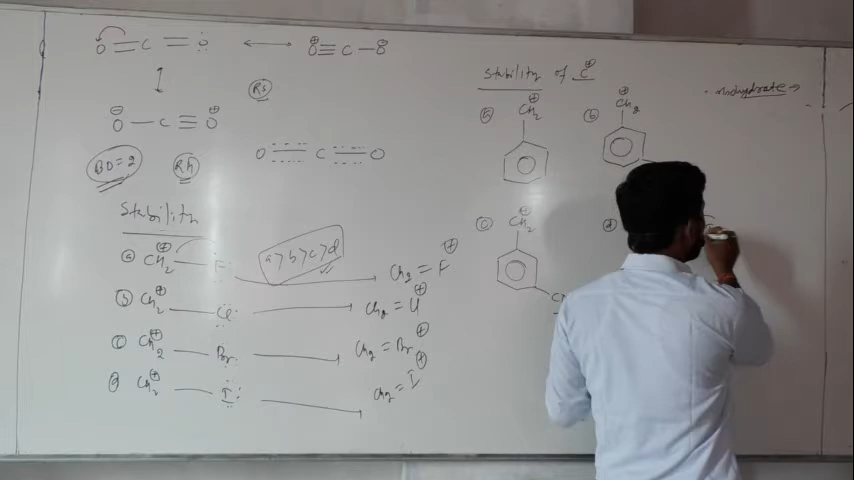 O = C = O ⟷ O⊕ ≡ C — O
⊖ ⊕
O — C ≡ O
RS
O C O
BO = 2
Rh
Stability
ⓐ CH₂⊕ — F a > b > c > d CH₂ = F⊕
ⓑ CH₂⊕ — Cl CH₂ = Cl⊕
ⓒ CH₂⊕ — Br CH₂ = Br⊕
ⓓ CH₂⊕ — I CH₂ = I⊕
Stability of C⊕
ⓐ CH₂⊕
ⓑ CH₂⊕
ⓒ CH₂⊕
ⓓ